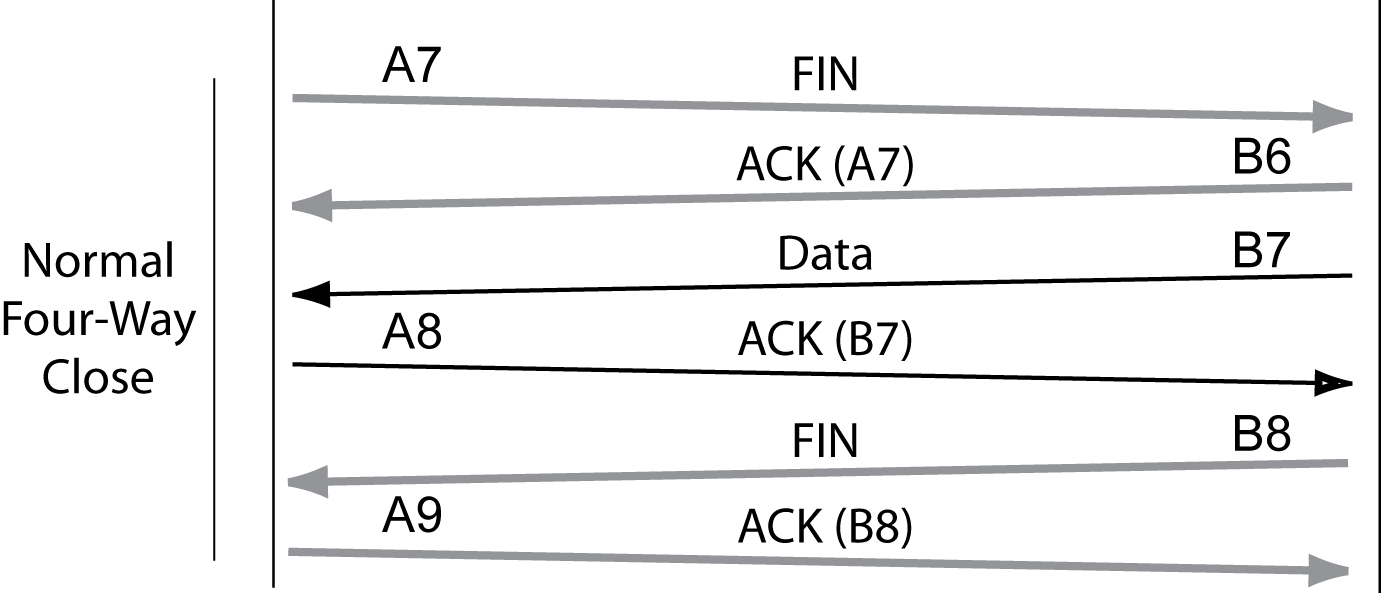 A7 FIN
ACK (A7) B6
Data B7
Normal
Four-Way
Close
A8 ACK (B7)
FIN B8
A9 ACK (B8)